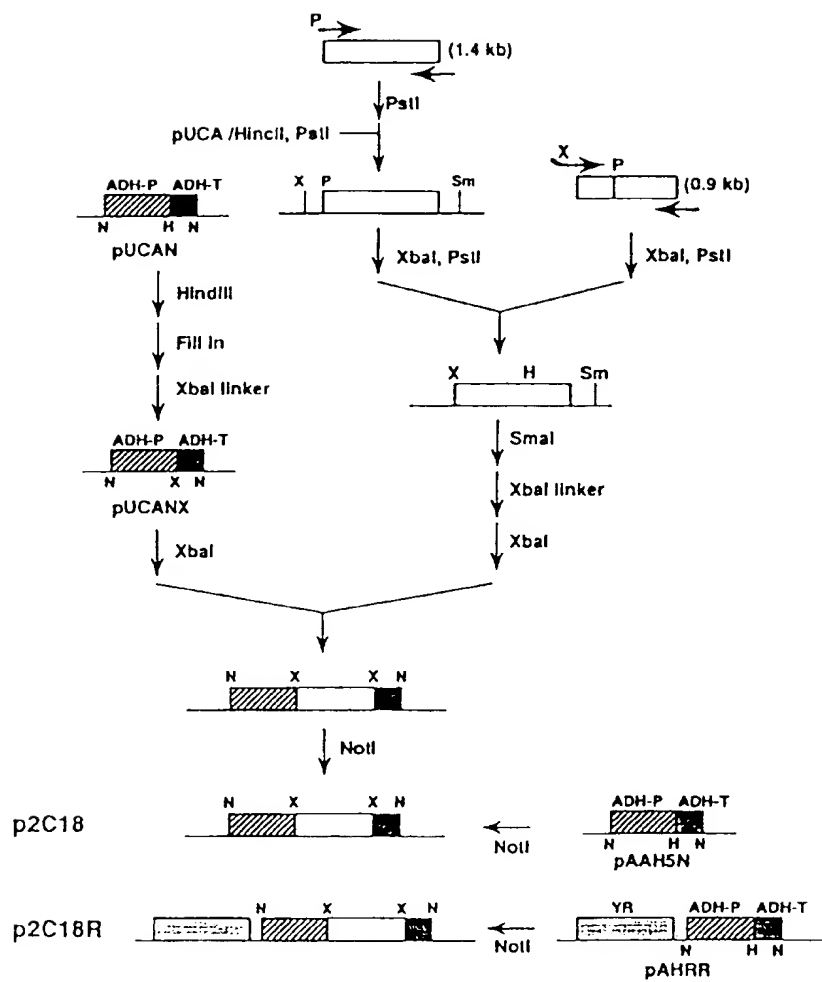 P
(1.4 kb)
PstI
pUCA /HincII, PstI
X
P
(0.9 kb)
ADH-P ADH-T
N H N
pUCAN
X P Sm
XbaI, PstI
XbaI, PstI
HindIII
Fill In
XbaI linker
X H Sm
SmaI
XbaI linker
XbaI
ADH-P ADH-T
N X N
pUCANX
XbaI
N X X N
NotI
p2C18
N X X N
NotI
ADH-P ADH-T
N H N
pAAH5N
p2C18R
N X X N
NotI
YR ADH-P ADH-T
N H N
pAHRR